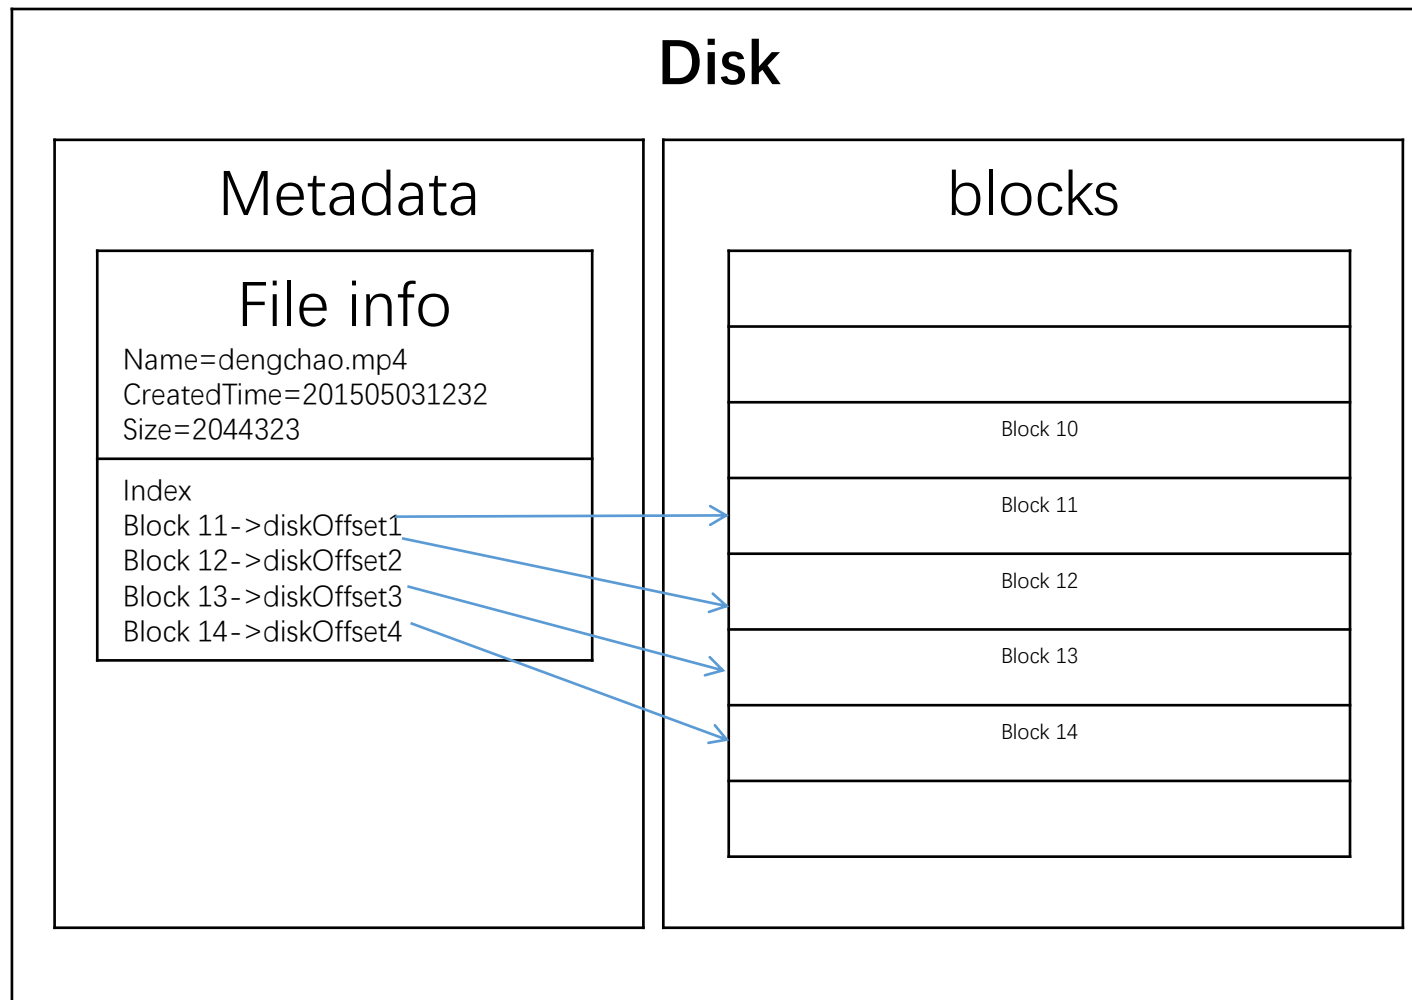 Disk
Metadata
File info
Name=dengchao.mp4
CreatedTime=201505031232
Size=2044323
Index
Block 11->diskOffset1
Block 12->diskOffset2
Block 13->diskOffset3
Block 14->diskOffset4
blocks
Block 10
Block 11
Block 12
Block 13
Block 14